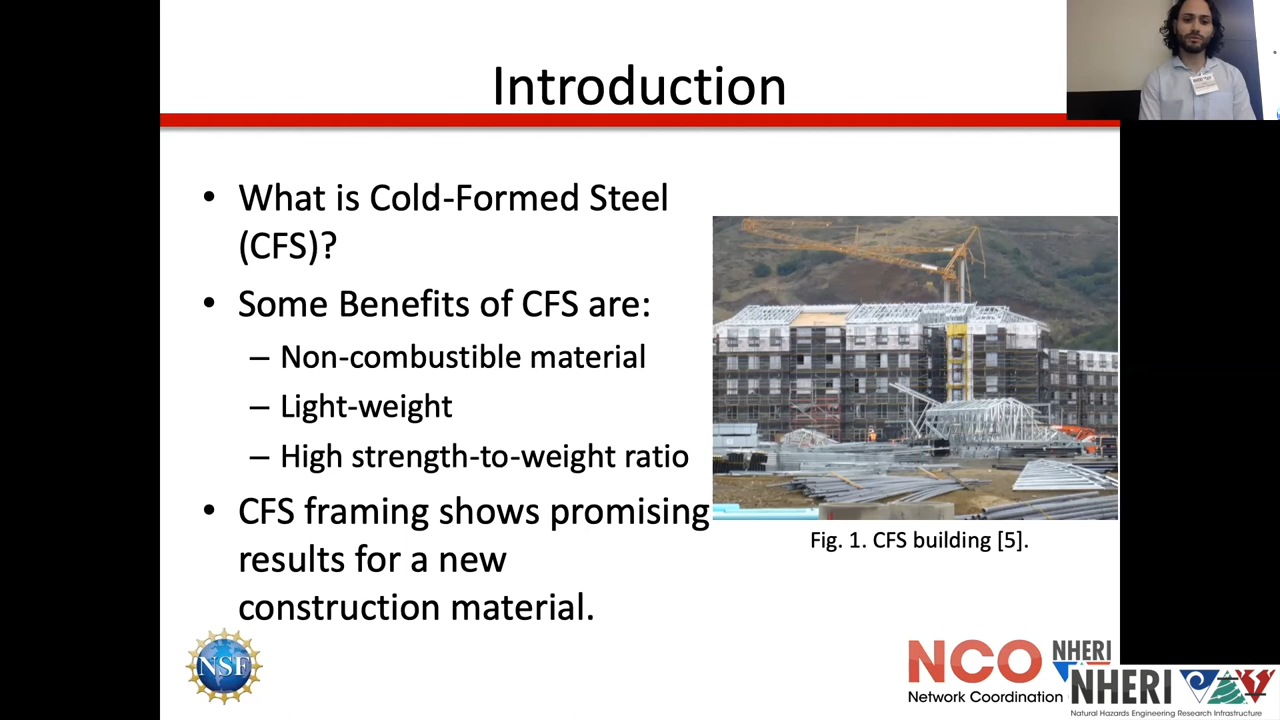 Introduction
• What is Cold-Formed Steel
(CFS)?
• Some Benefits of CFS are:
– Non-combustible material
– Light-weight
– High strength-to-weight ratio
• CFS framing shows promising
results for a new
construction material.
Fig. 1. CFS building [5].
NSF
NCO
Network Coordination
NHERI
NHERI
Natural Hazards Engineering Research Infrastructure